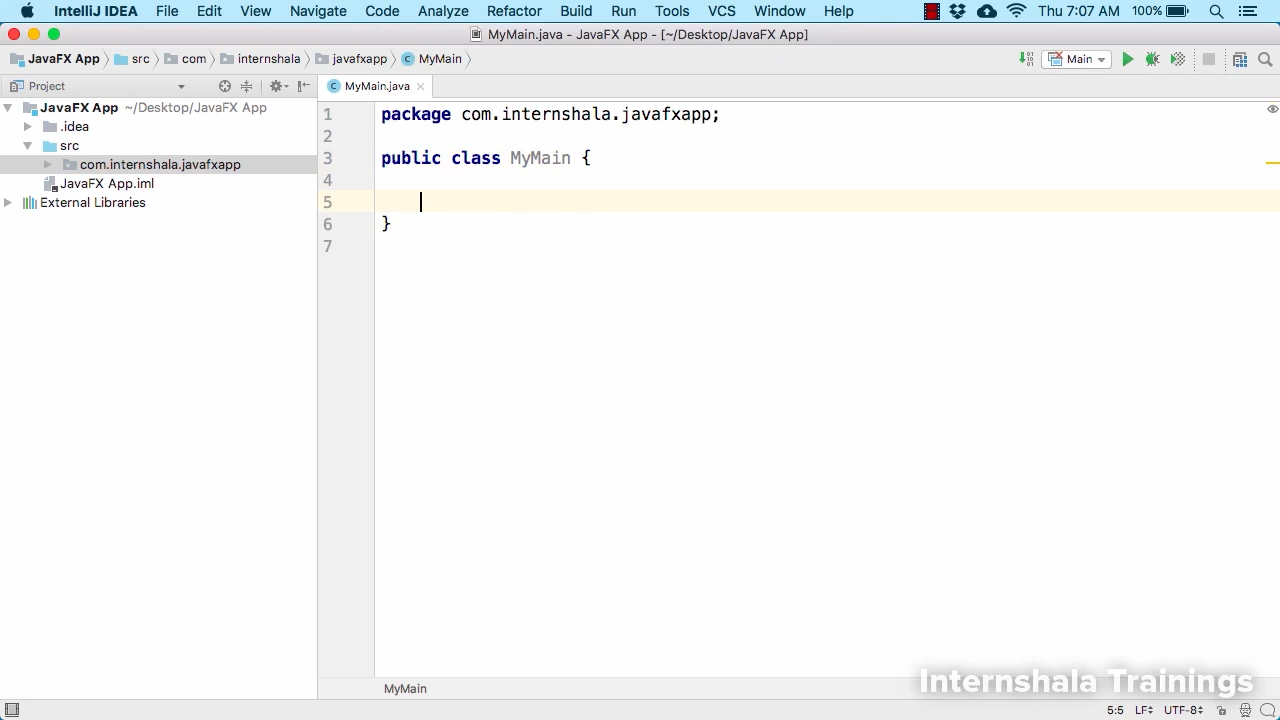 IntelliJ IDEA File Edit View Navigate Code Analyze Refactor Build Run Tools VCS Window Help Thu 7:07 AM 100%
MyMain.java - JavaFX App - [~/Desktop/JavaFX App]
JavaFX App src com internshala javafxapp MyMain Main
Project MyMain.java
JavaFX App ~/Desktop/JavaFX App
.idea
src
com.internshala.javafxapp
JavaFX App.iml
External Libraries
1 package com.internshala.javafxapp;
2
3 public class MyMain {
4
5
6 }
7
MyMain
Internshala Trainings
5:5 LF UTF-8